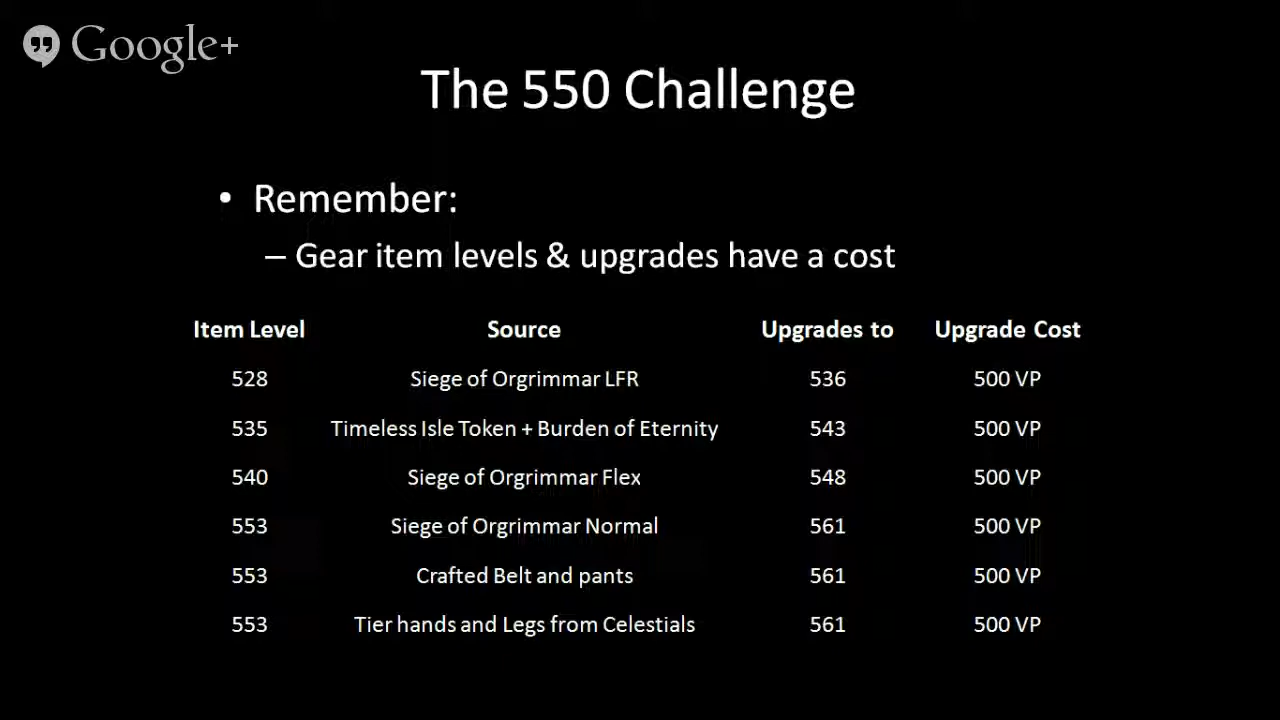 Google+
The 550 Challenge
• Remember:
– Gear item levels & upgrades have a cost
Item Level Source Upgrades to Upgrade Cost
528 Siege of Orgrimmar LFR 536 500 VP
535 Timeless Isle Token + Burden of Eternity 543 500 VP
540 Siege of Orgrimmar Flex 548 500 VP
553 Siege of Orgrimmar Normal 561 500 VP
553 Crafted Belt and pants 561 500 VP
553 Tier hands and Legs from Celestials 561 500 VP